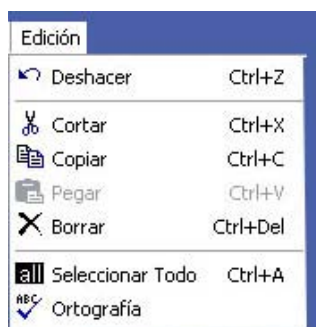 Edición
Deshacer Ctrl+Z
Cortar Ctrl+X
Copiar Ctrl+C
Pegar Ctrl+V
Borrar Ctrl+Del
all Seleccionar Todo Ctrl+A
ABC Ortografía